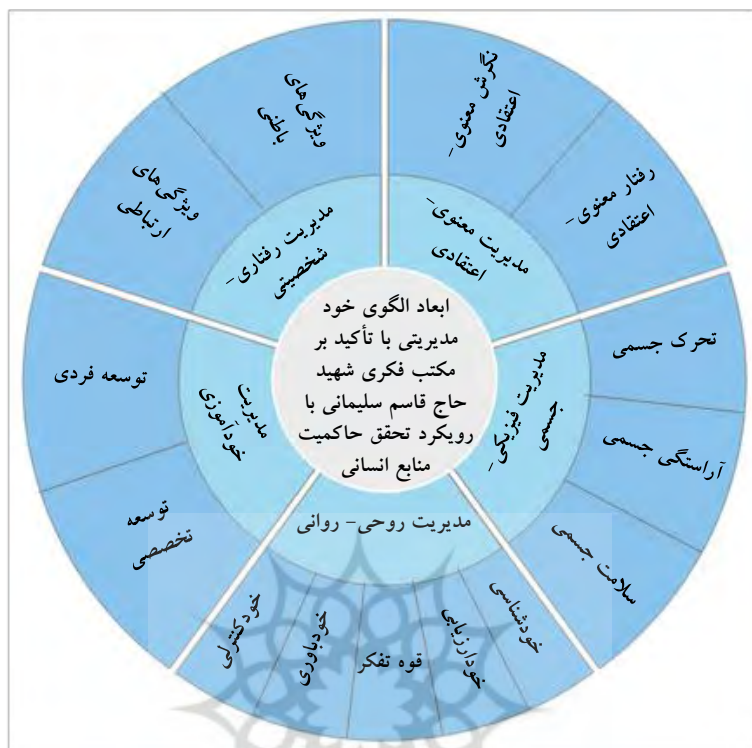 ابعاد الگوی خود
مدیریتی با تأکید بر
مکتب فکری شهید
حاج قاسم سلیمانی با
رویکرد تحقق حاکمیت
منابع انسانی
مدیریت معنوی-
اعتقادی
نگرش معنوی-
اعتقادی
رفتار معنوی-
اعتقادی
مدیریت فیزیکی-
جسمی
تحرک جسمی
آراستگی جسمی
سلامت جسمی
مدیریت روحی- روانی
خودشناسی
خودارزیابی
قوه تفکر
خودباوری
خودکنترلی
مدیریت
خودآموزی
توسعه
تخصصی
توسعه فردی
مدیریت رفتاری-
شخصیتی
ویژگی‌های
ارتباطی
ویژگی‌های
باطنی